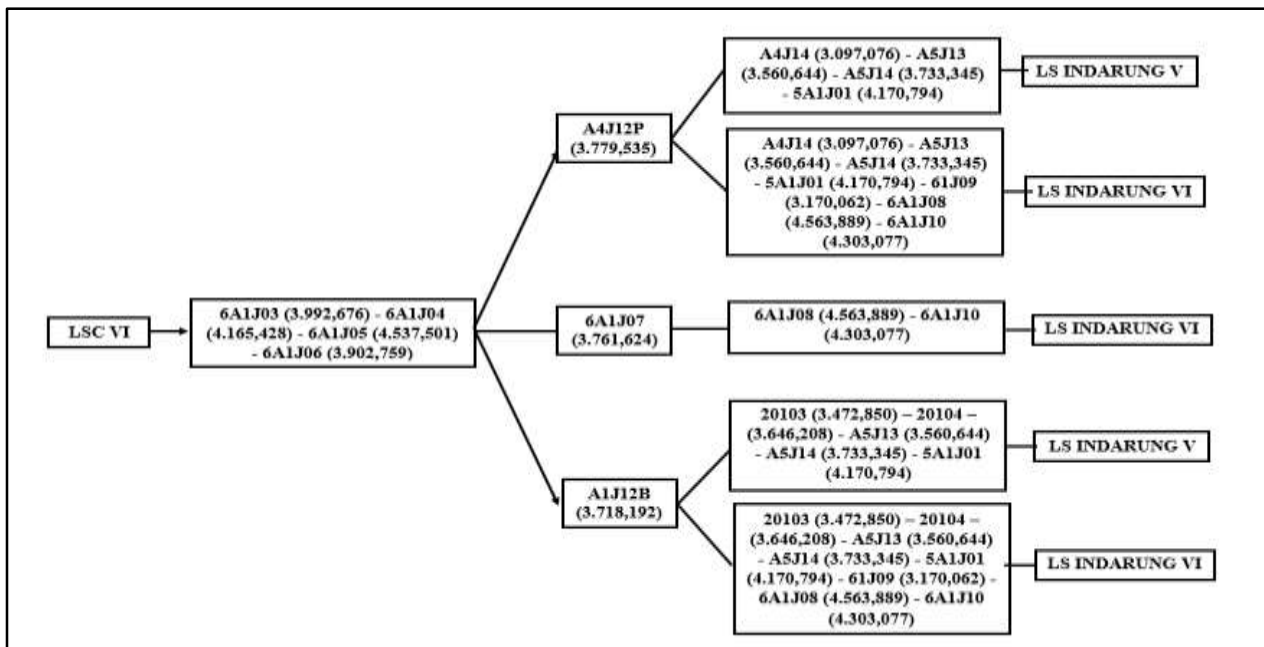 LSC VI
6A1J03 (3.992,676) - 6A1J04
(4.165,428) - 6A1J05 (4.537,501)
- 6A1J06 (3.902,759)
A4J12P
(3.779,535)
A4J14 (3.097,076) - A5J13
(3.560,644) - A5J14 (3.733,345)
- 5A1J01 (4.170,794)
LS INDARUNG V
A4J14 (3.097,076) - A5J13
(3.560,644) - A5J14 (3.733,345)
- 5A1J01 (4.170,794) - 61J09
(3.170,062) - 6A1J08
(4.563,889) - 6A1J10
(4.303,077)
LS INDARUNG VI
6A1J07
(3.761,624)
6A1J08 (4.563,889) - 6A1J10
(4.303,077)
LS INDARUNG VI
A1J12B
(3.718,192)
20103 (3.472,850) – 20104 –
(3.646,208) - A5J13 (3.560,644)
- A5J14 (3.733,345) - 5A1J01
(4.170,794)
LS INDARUNG V
20103 (3.472,850) – 20104 –
(3.646,208) - A5J13 (3.560,644)
- A5J14 (3.733,345) - 5A1J01
(4.170,794) - 61J09 (3.170,062) -
6A1J08 (4.563,889) - 6A1J10
(4.303,077)
LS INDARUNG VI